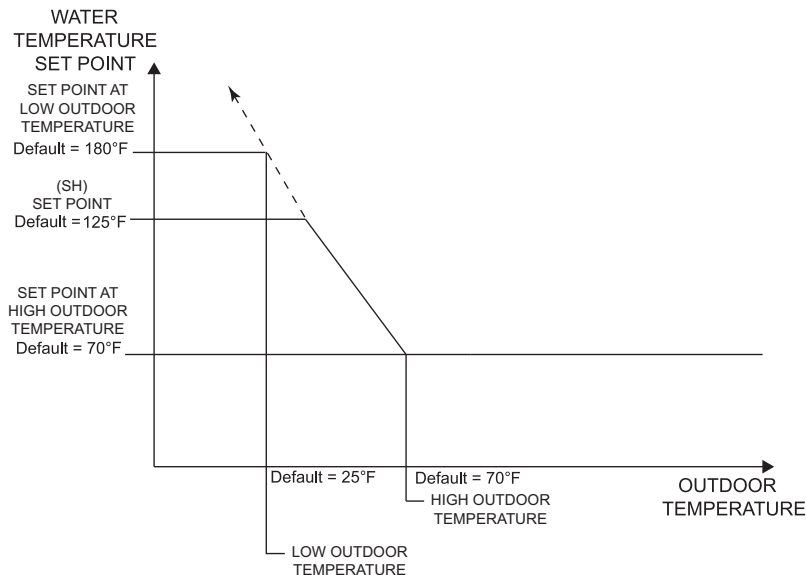 WATER
TEMPERATURE
SET POINT
SET POINT AT
LOW OUTDOOR
TEMPERATURE
Default = 180°F
(SH)
SET POINT
Default =125°F
SET POINT AT
HIGH OUTDOOR
TEMPERATURE
Default = 70°F
Default = 25°F
Default = 70°F
OUTDOOR
TEMPERATURE
HIGH OUTDOOR
TEMPERATURE
LOW OUTDOOR
TEMPERATURE